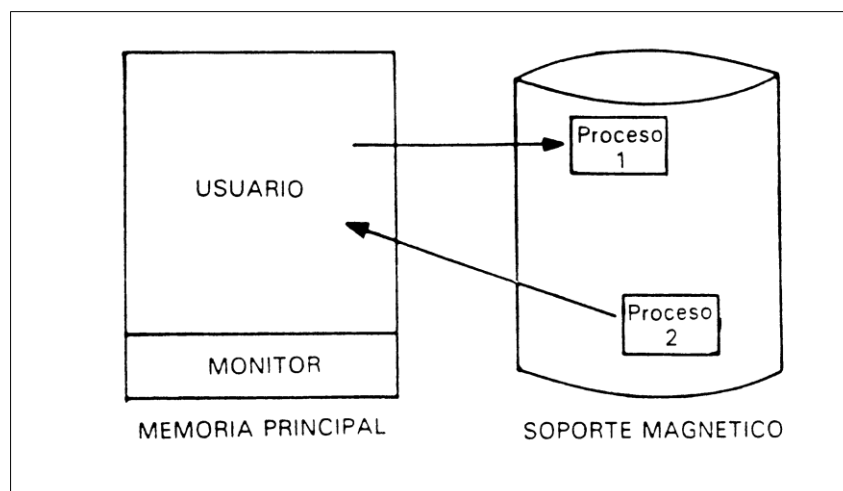 USUARIO
MONITOR
MEMORIA PRINCIPAL
Proceso
1
Proceso
2
SOPORTE MAGNETICO